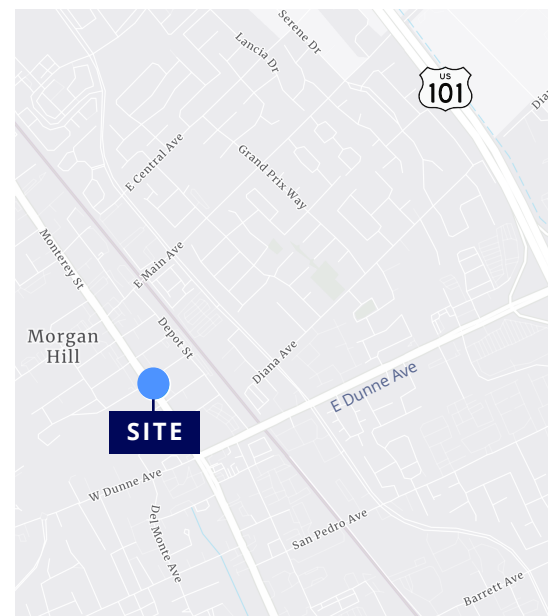 Serene Dr
Lancia Dr
US
101
E Central Ave
Grand Prix Way
Monterey St
E Main Ave
Depot St
Morgan
Hill
Diana Ave
E Dunne Ave
SITE
W Dunne Ave
Del Monte Ave
San Pedro Ave
Barrett Ave